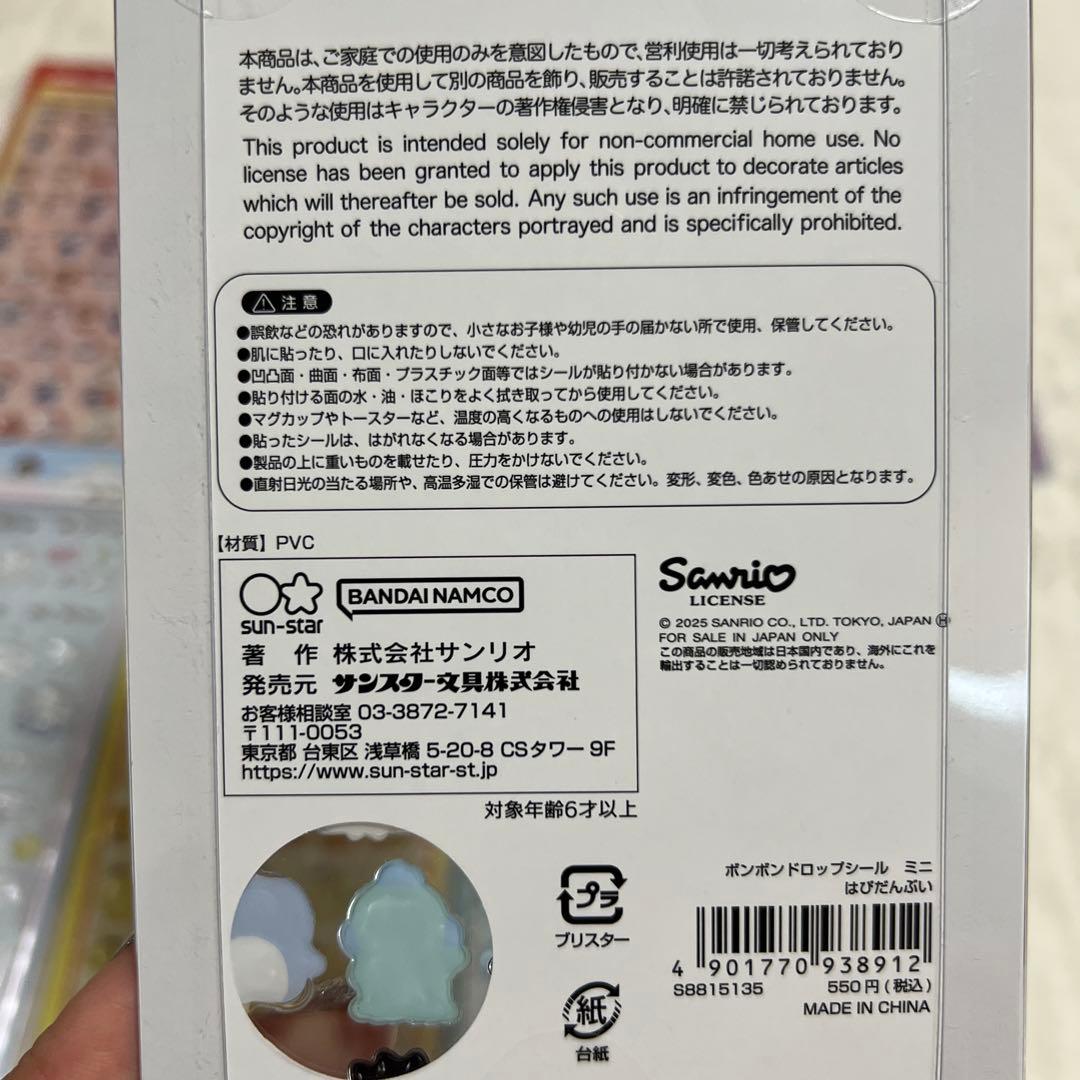 本商品は、ご家庭での使用のみを意図したもので、営利使用は一切考えられており
ません。本商品を使用して別の商品を飾り、販売することは許諾されておりません。
そのような使用はキャラクターの著作権侵害となり、明確に禁じられております。
This product is intended solely for non-commercial home use. No
license has been granted to apply this product to decorate articles
which will thereafter be sold. Any such use is an infringement of the
copyright of the characters portrayed and is specifically prohibited.
注意
●誤飲などの恐れがありますので、小さなお子様や幼児の手の届かない所で使用、保管してください。
●肌に貼ったり、口に入れたりしないでください。
●凹凸面・曲面・布面・プラスチック面等ではシールが貼り付かない場合があります。
●貼り付ける面の水・油・ほこりをよく拭き取ってから使用してください。
●マグカップやトースターなど、温度の高くなるものへの使用はしないでください。
●貼ったシールは、はがれなくなる場合があります。
●製品の上に重いものを載せたり、圧力をかけないでください。
●直射日光の当たる場所や、高温多湿での保管は避けてください。変形、変色、色あせの原因となります。
【材質】PVC
sun-star
BANDAI NAMCO
著 作 株式会社サンリオ
発売元 サンスター文具株式会社
お客様相談室 03-3872-7141
〒111-0053
東京都 台東区 浅草橋 5-20-8 CSタワー 9F
https://www.sun-star-st.jp
Sanrio
LICENSE
© 2025 SANRIO CO., LTD. TOKYO, JAPAN Ⓗ
FOR SALE IN JAPAN ONLY
この商品の販売地域は日本国内であり、海外にこれを
輸出することは一切認められておりません。
対象年齢6才以上
プラ
ブリスター
紙
台紙
ボンボンドロップシール ミニ
はぴだんぶい
4 901770 938912
S8815135 550円(税込)
MADE IN CHINA